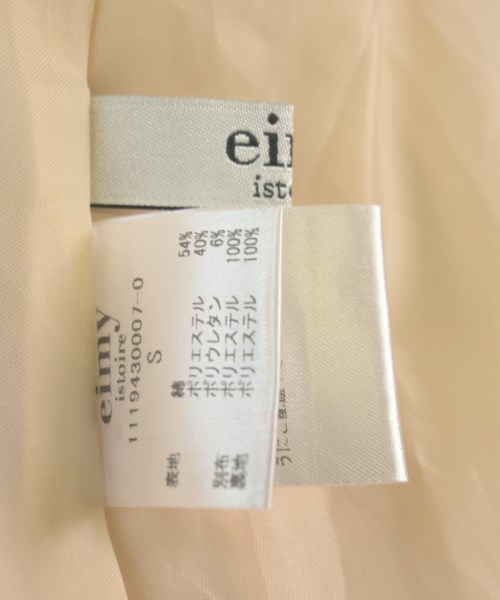 eim
isto
eimy
istoire
1119430007-0
S
表地 綿 54%
ポリエステル 40%
ポリウレタン 6%
別布 ポリエステル 100%
裏地 ポリエステル 100%